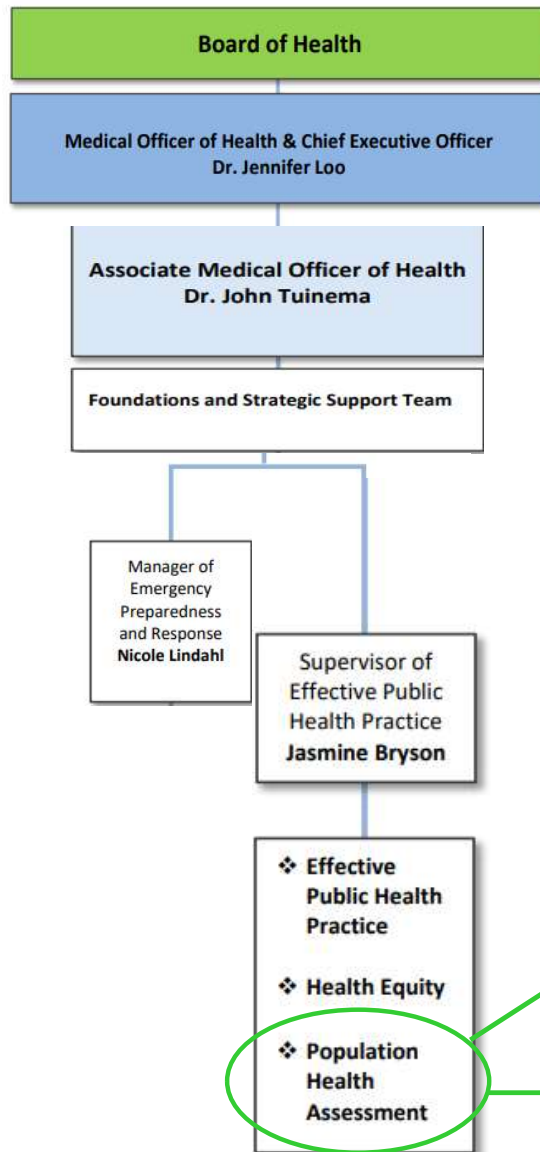 Board of Health
Medical Officer of Health & Chief Executive Officer
Dr. Jennifer Loo
Associate Medical Officer of Health
Dr. John Tuinema
Foundations and Strategic Support Team
Manager of
Emergency
Preparedness
and Response
Nicole Lindahl
Supervisor of
Effective Public
Health Practice
Jasmine Bryson
❖ Effective
Public Health
Practice
❖ Health Equity
❖ Population
Health
Assessment